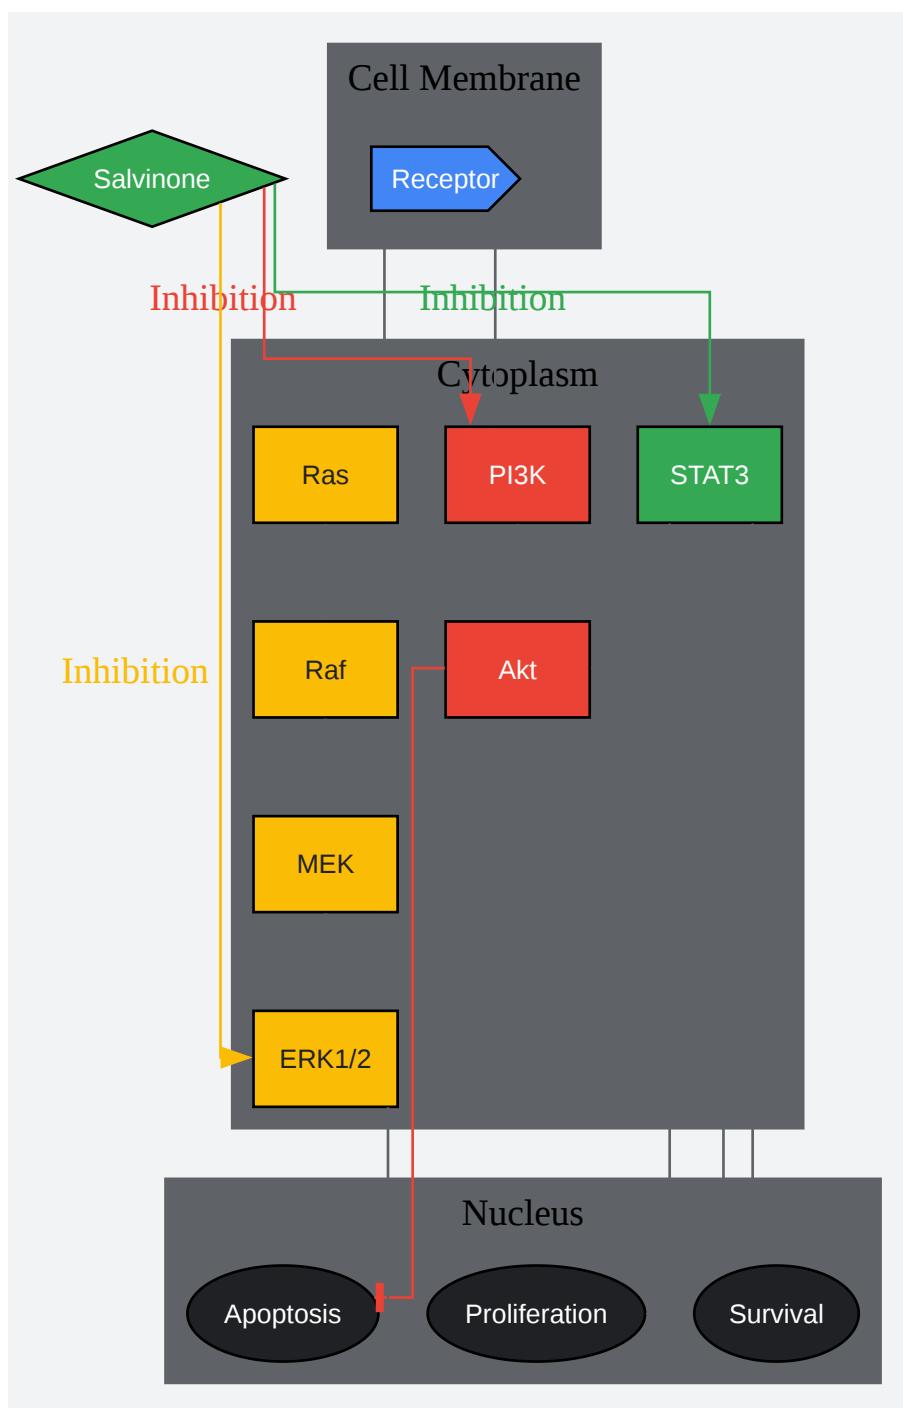 Cell Membrane
Salvinone
Receptor
Inhibition
Inhibition
Cytoplasm
Ras
PI3K
STAT3
Inhibition
Raf
Akt
MEK
ERK1/2
Nucleus
Apoptosis
Proliferation
Survival